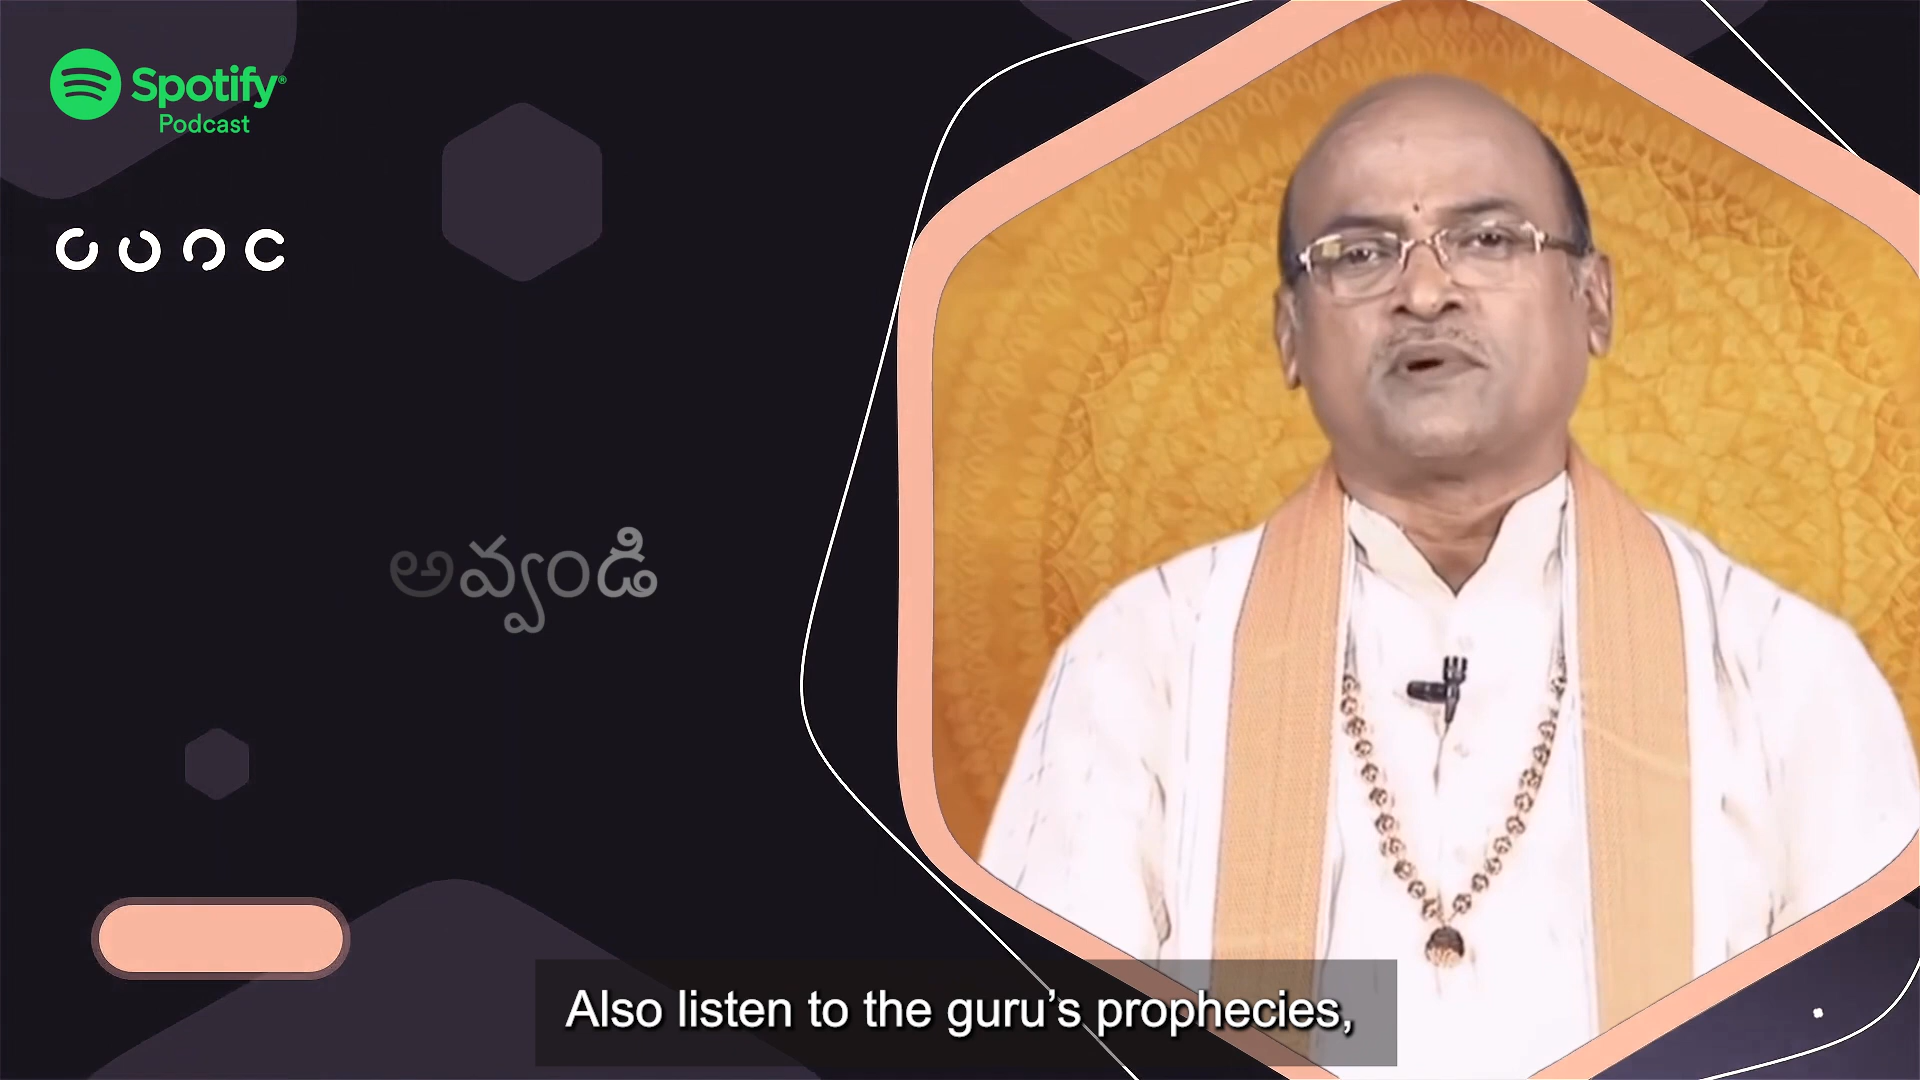 Spotify®
Podcast
అవ్వండి
Also listen to the guru's prophecies,